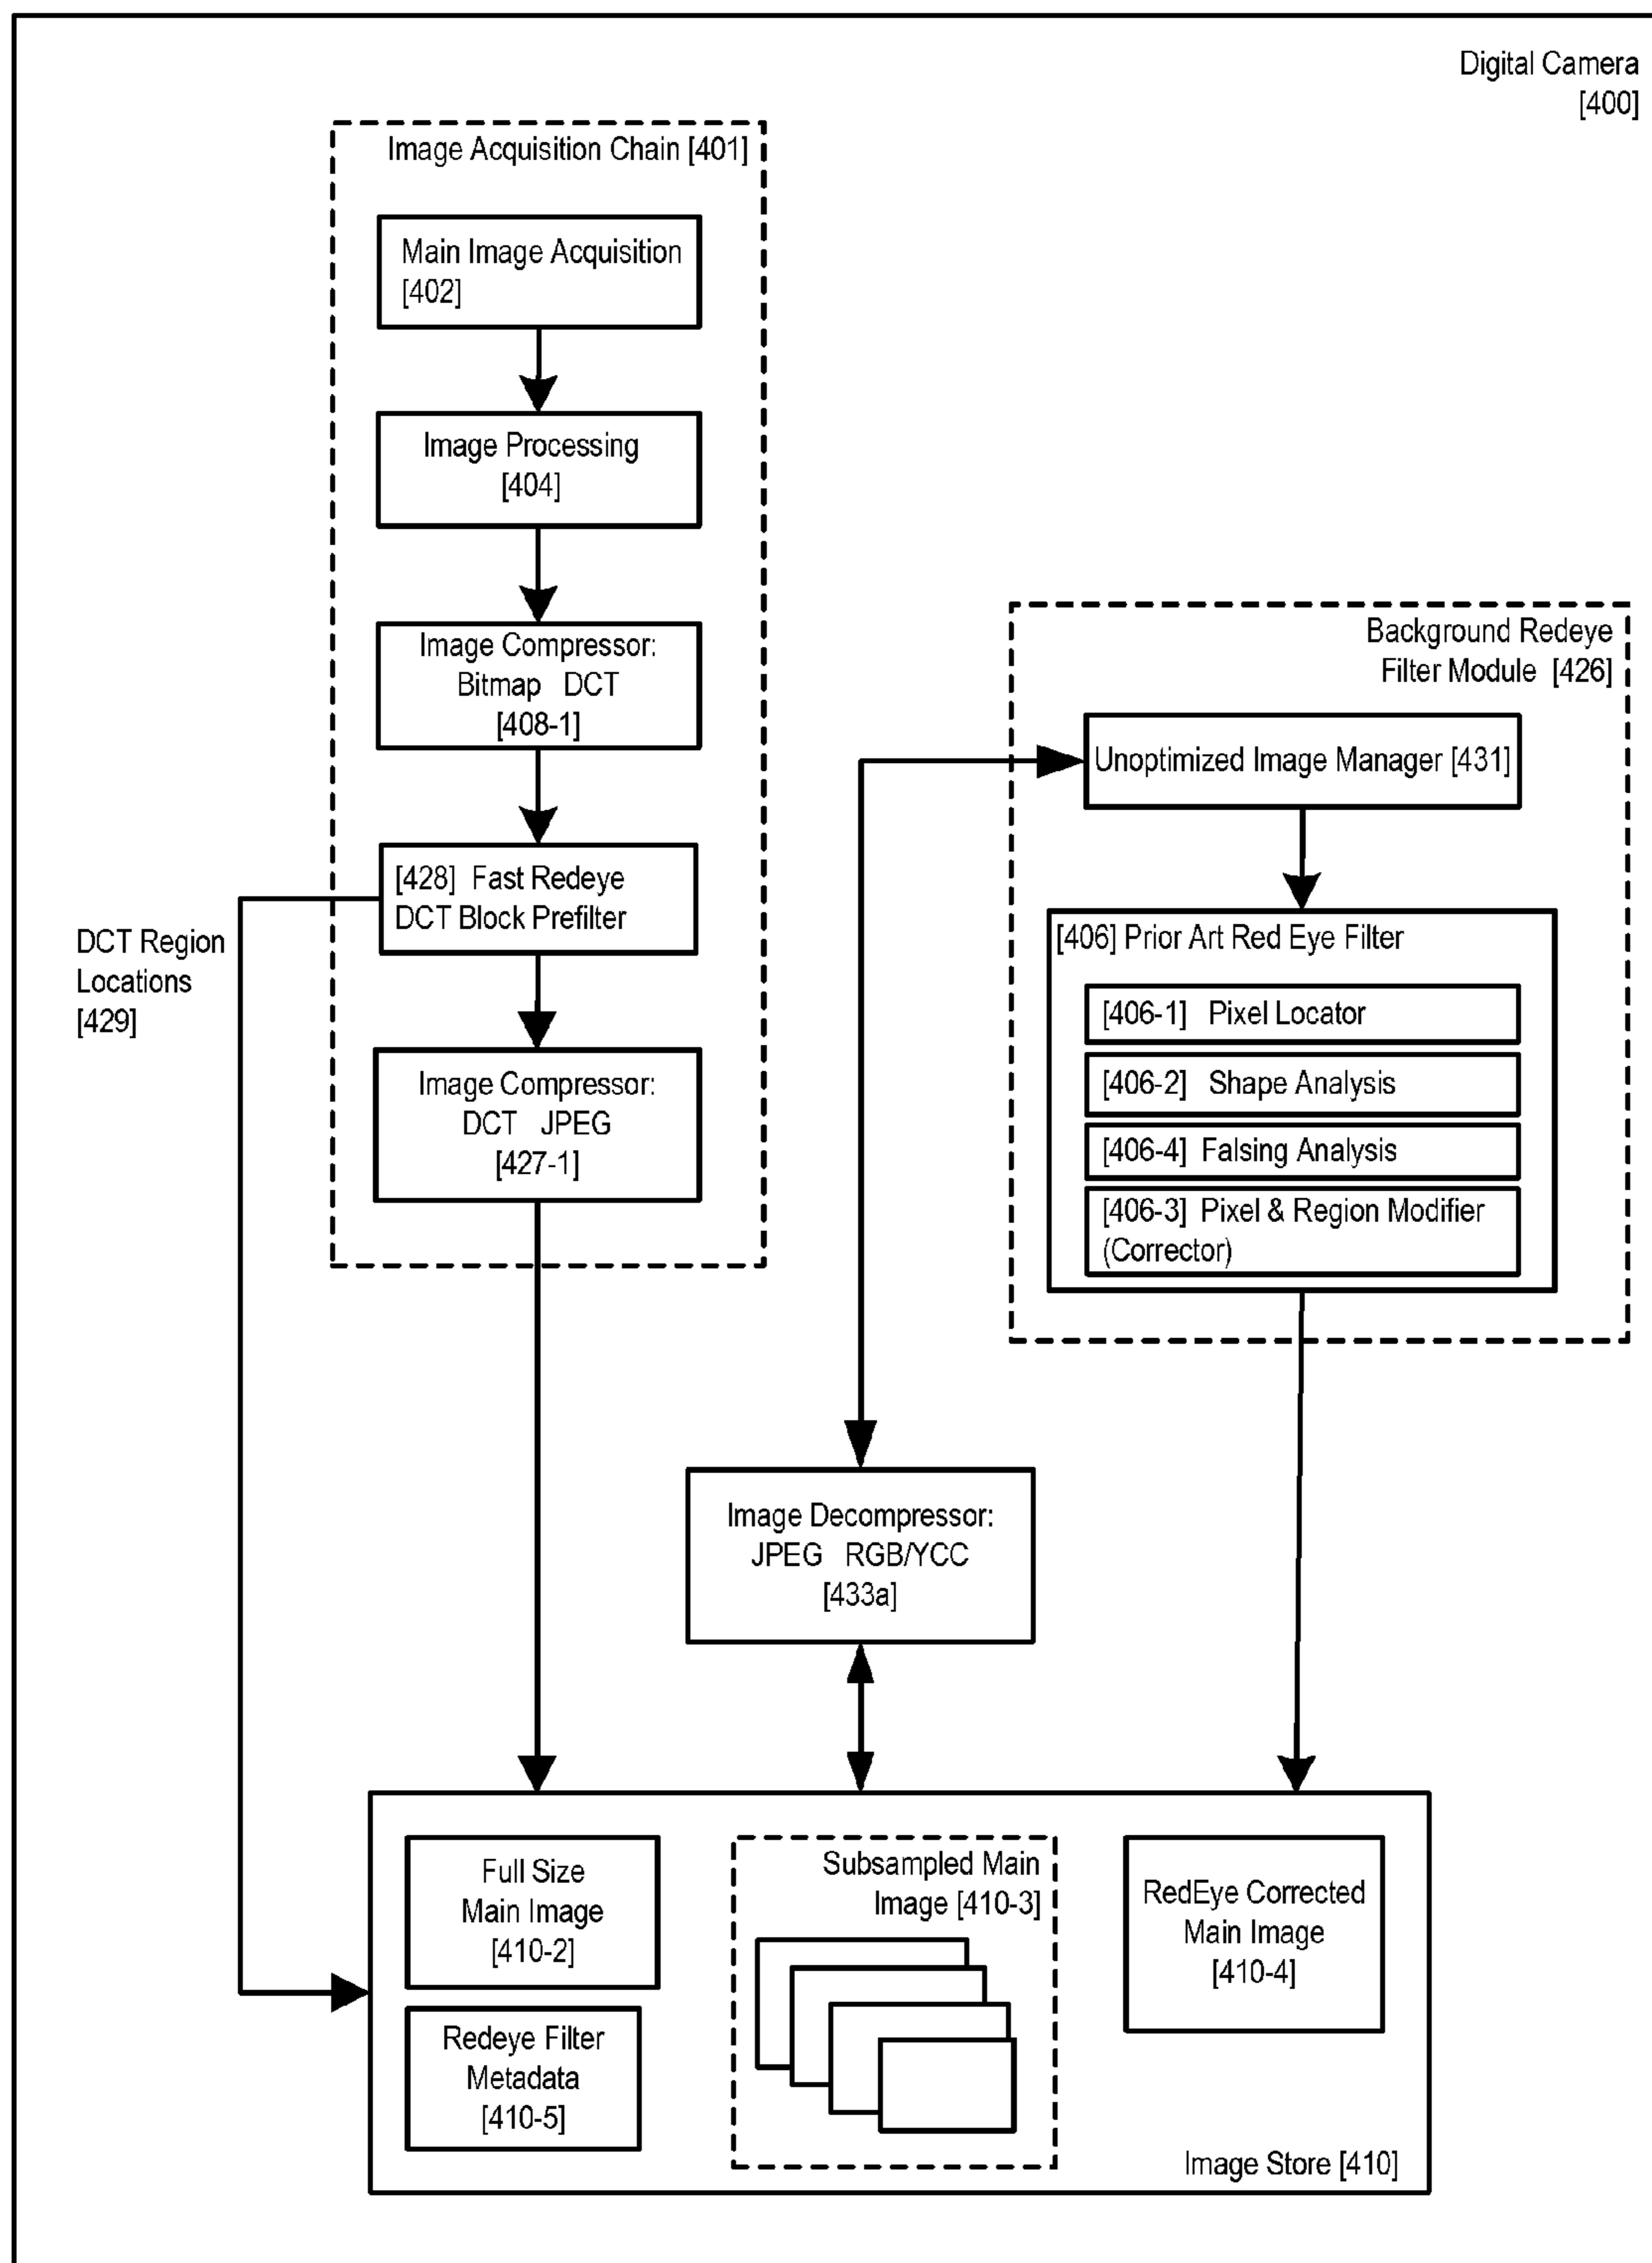 Digital Camera
[400]
Image Acquisition Chain [401]
Main Image Acquisition
[402]
Image Processing
[404]
Image Compressor:
Bitmap DCT
[408-1]
[428] Fast Redeye
DCT Block Prefilter
DCT Region
Locations
[429]
Image Compressor:
DCT JPEG
[427-1]
Background Redeye
Filter Module [426]
Unoptimized Image Manager [431]
[406] Prior Art Red Eye Filter
[406-1] Pixel Locator
[406-2] Shape Analysis
[406-4] Falsing Analysis
[406-3] Pixel & Region Modifier
(Corrector)
Image Decompressor:
JPEG RGB/YCC
[433a]
Full Size
Main Image
[410-2]
Redeye Filter
Metadata
[410-5]
Subsampled Main
Image [410-3]
RedEye Corrected
Main Image
[410-4]
Image Store [410]